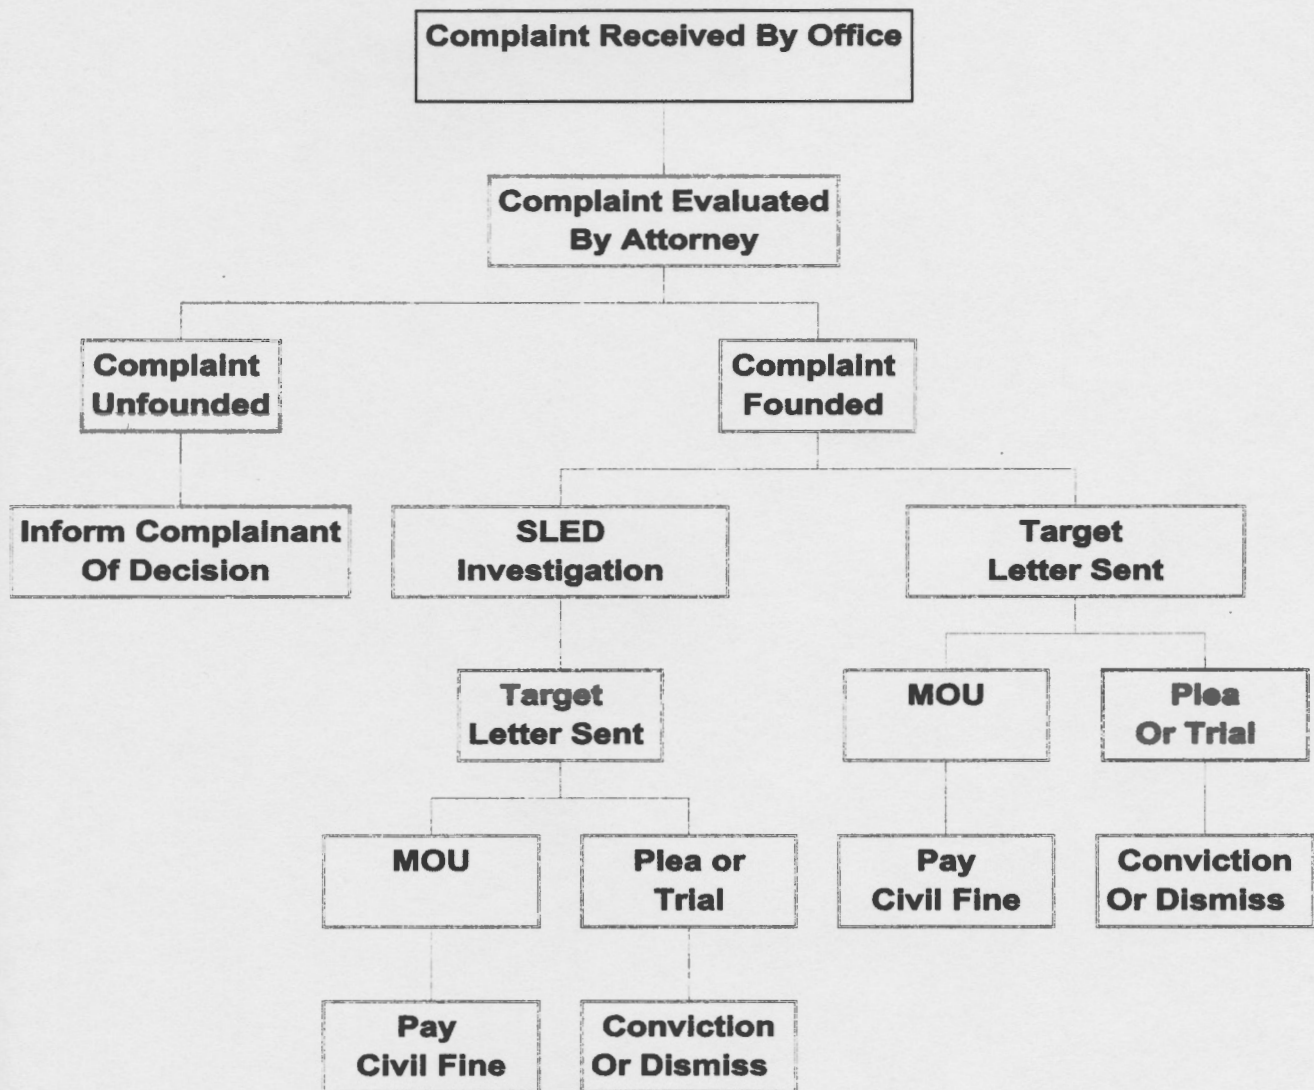 Complaint Received By Office
Complaint Evaluated
By Attorney
Complaint
Unfounded
Complaint
Founded
Inform Complainant
Of Decision
SLED
Investigation
Target
Letter Sent
Target
Letter Sent
MOU
Plea
Or Trial
MOU
Plea or
Trial
Pay
Civil Fine
Conviction
Or Dismiss
Pay
Civil Fine
Conviction
Or Dismiss